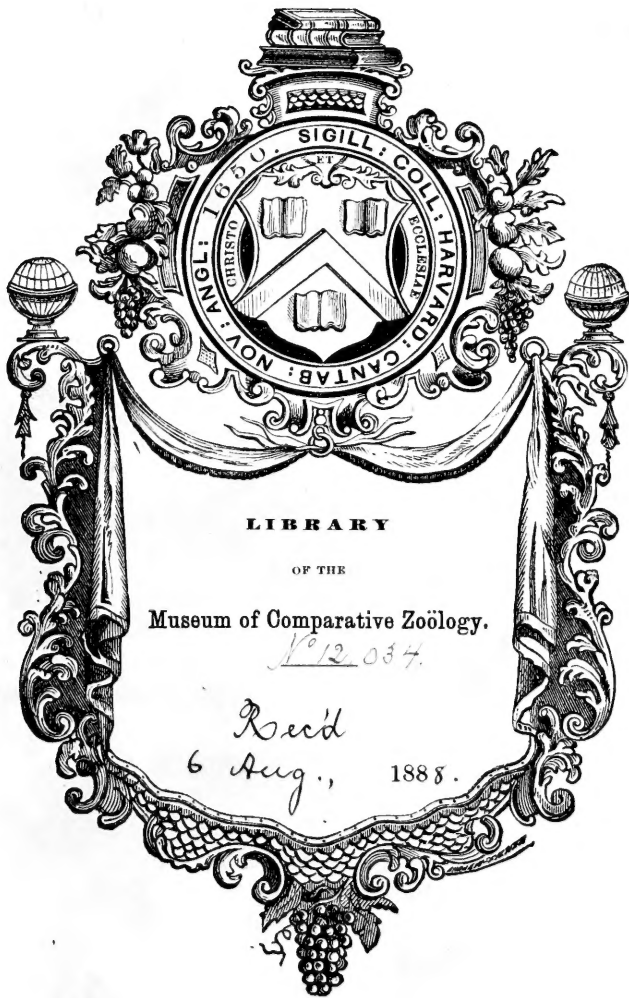 SIGILL: COLL: HARVARD: CANTAB: NOV: ANGL: 1650.
CHRISTO
ET
ECCLESIAE
LIBRARY
OF THE
Museum of Comparative Zoölogy.
No 12,034.
Rec'd
6 Aug., 1888.